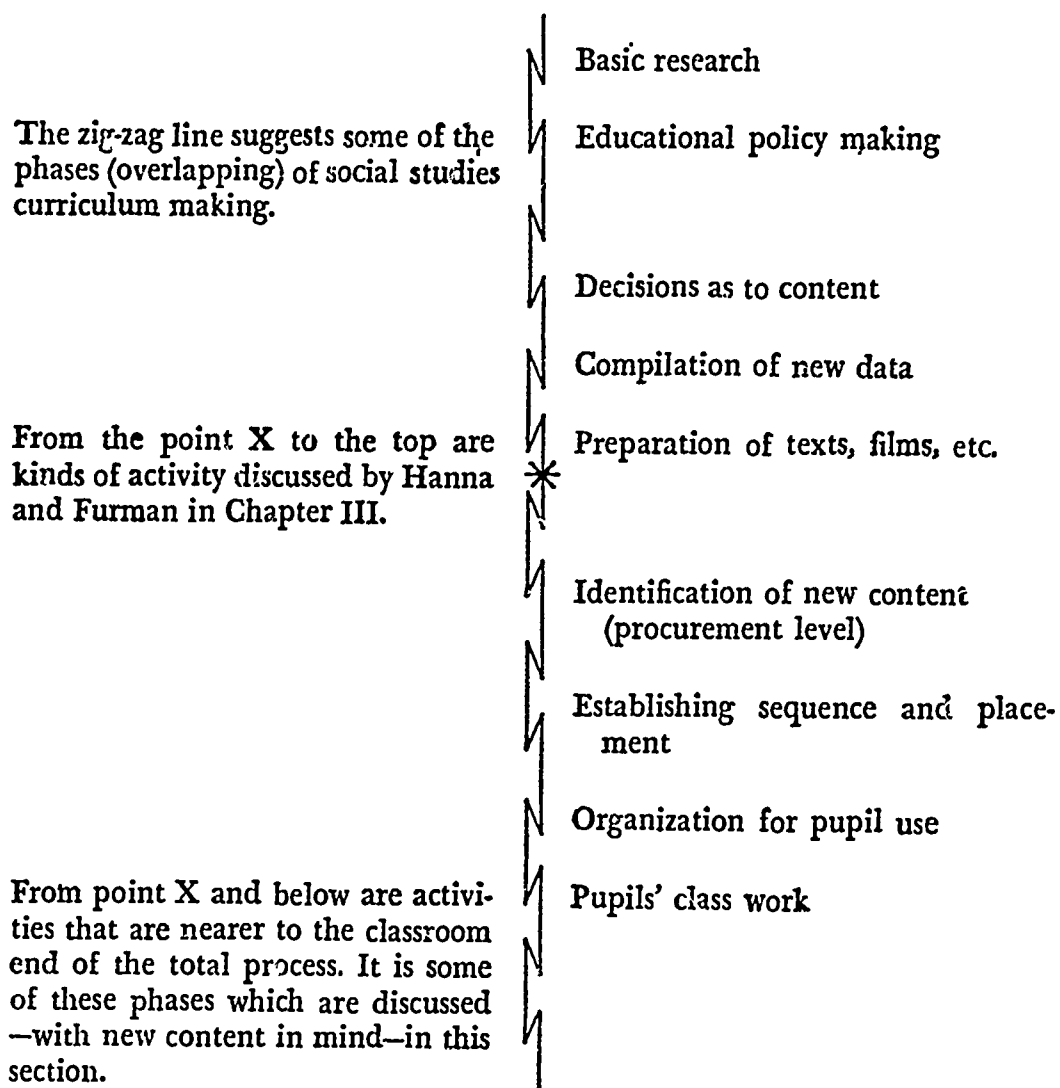 Basic research
The zig-zag line suggests some of the
phases (overlapping) of social studies
curriculum making.
Educational policy making
Decisions as to content
Compilation of new data
From the point X to the top are
kinds of activity discussed by Hanna
and Furman in Chapter III.
Preparation of texts, films, etc.
Identification of new content
(procurement level)
Establishing sequence and place-
ment
Organization for pupil use
From point X and below are activi-
ties that are nearer to the classroom
end of the total process. It is some
of these phases which are discussed
—with new content in mind—in this
section.
Pupils' class work